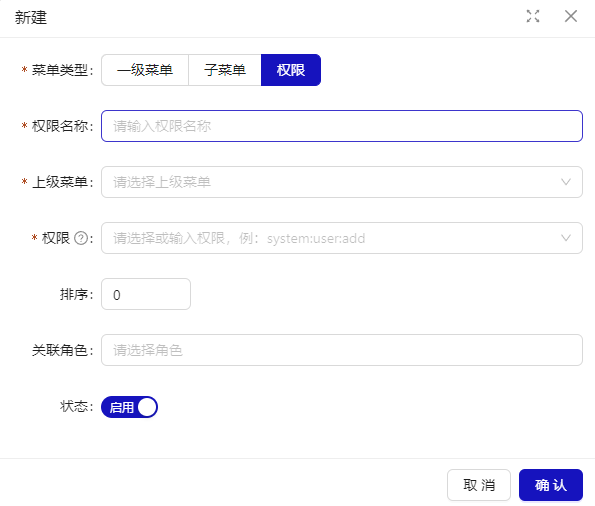 新建
* 菜单类型: 一级菜单 子菜单 权限
* 权限名称: 请输入权限名称
* 上级菜单: 请选择上级菜单
* 权限 ?: 请选择或输入权限，例：system:user:add
排序: 0
关联角色: 请选择角色
状态: 启用
取 消 确 认